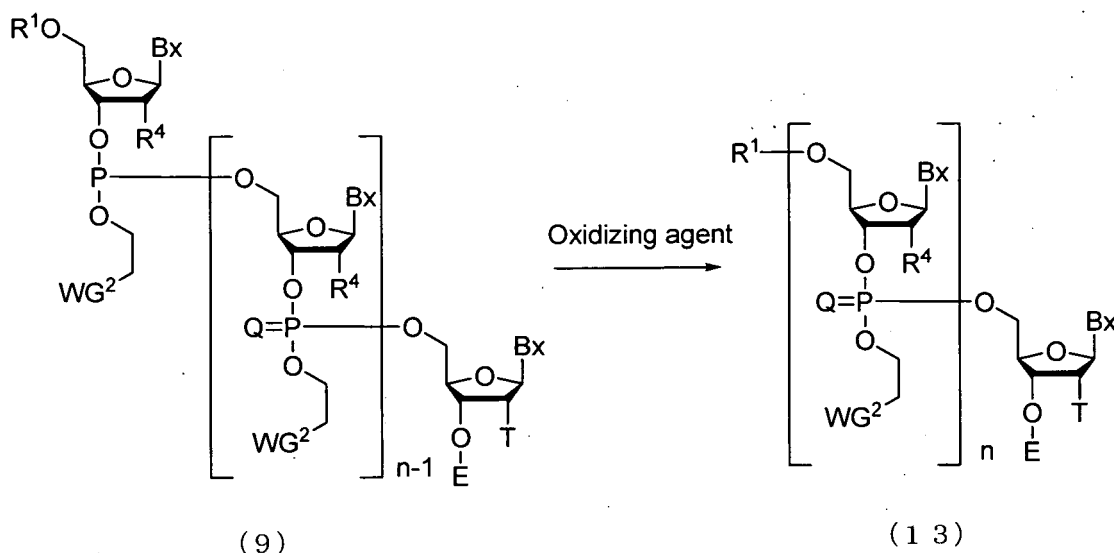 R¹O
Bx
O
O
R⁴
P
O
WG²
O
Bx
O
O
R⁴
Q=P
O
WG²
O
Bx
O
O
T
E
n-1
Oxidizing agent
R¹
O
Bx
O
O
R⁴
Q=P
O
WG²
O
Bx
O
O
T
E
n
(9)
(13)